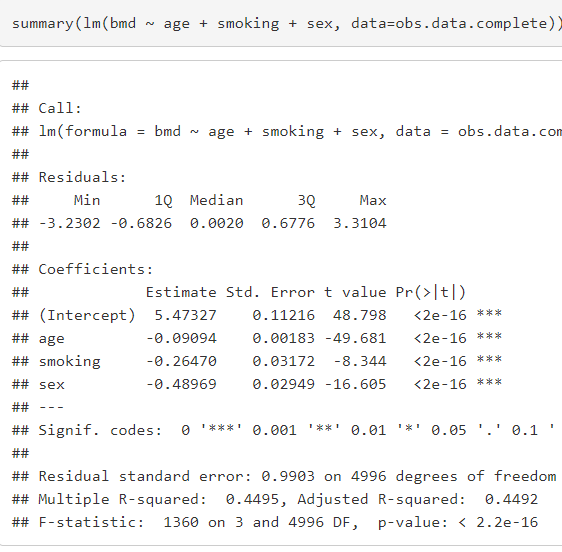 summary(lm(bmd ~ age + smoking + sex, data=obs.data.complete))
##
## Call:
## lm(formula = bmd ~ age + smoking + sex, data = obs.data.com
##
## Residuals:
##     Min      1Q  Median      3Q     Max
## -3.2302 -0.6826  0.0020  0.6776  3.3104
##
## Coefficients:
##             Estimate Std. Error t value Pr(>|t|)
## (Intercept)  5.47327    0.11216  48.798   <2e-16 ***
## age         -0.09094    0.00183 -49.681   <2e-16 ***
## smoking     -0.26470    0.03172  -8.344   <2e-16 ***
## sex         -0.48969    0.02949 -16.605   <2e-16 ***
## ---
## Signif. codes:  0 '***' 0.001 '**' 0.01 '*' 0.05 '.' 0.1 '
##
## Residual standard error: 0.9903 on 4996 degrees of freedom
## Multiple R-squared:  0.4495, Adjusted R-squared:  0.4492
## F-statistic:  1360 on 3 and 4996 DF,  p-value: < 2.2e-16